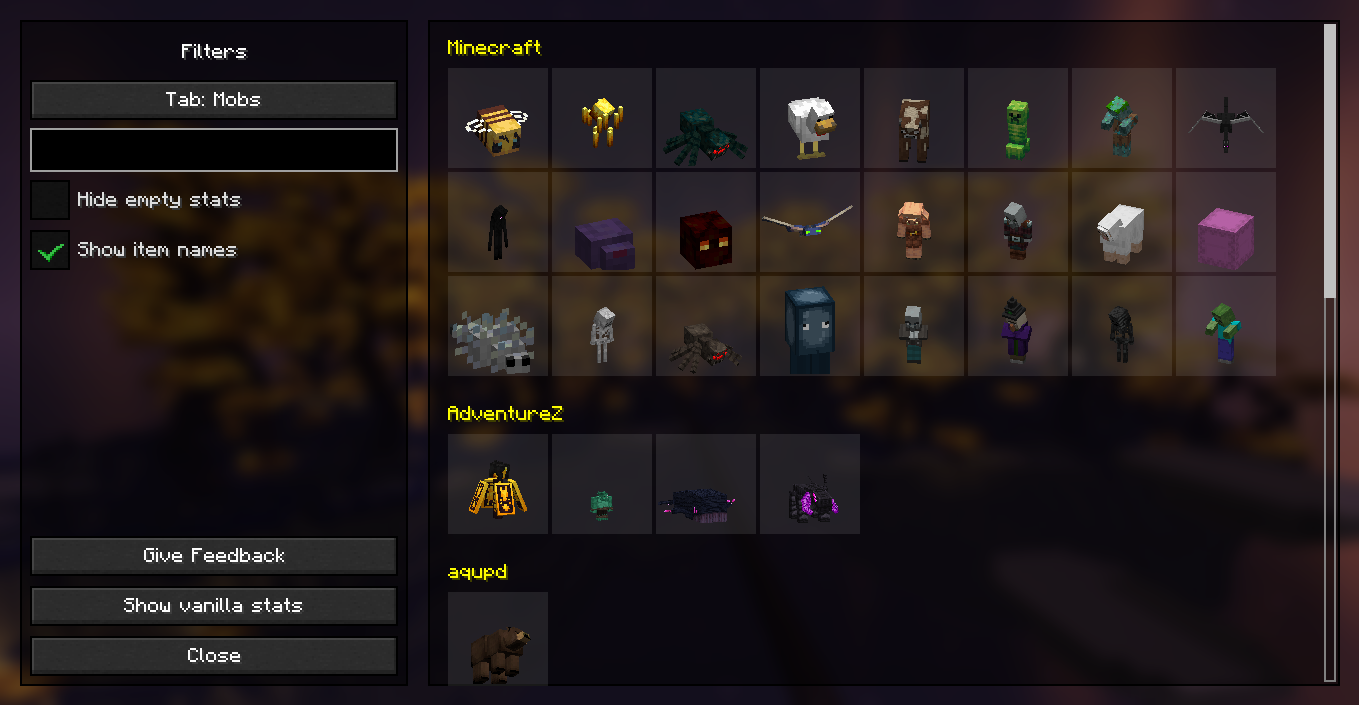 Filters
Tab: Mobs
Hide empty stats
Show item names
Give Feedback
Show vanilla stats
Close
Minecraft
AdventureZ
aqupd